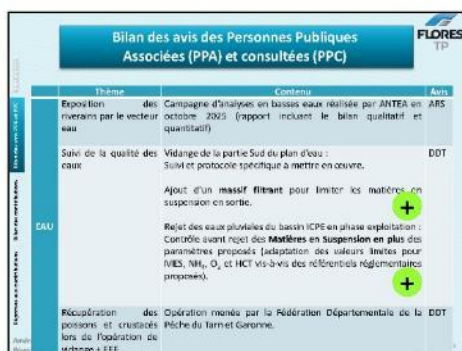 Bilan des avis des Personnes Publiques
Associées (PPA) et consultées (PPC)
FLORES
TP
Thème Contenu Avis
Exposition des Campagne d'analyses en basses eaux réalisée par ANTEA en ARS
riverains par le vecteur octobre 2025 (rapport incluant le bilan qualitatif et
eau quantitatif)
Suivi de la qualité des Vidange de la partie Sud du plan d'eau : DDT
eaux Suivi et protocole spécifique à mettre en œuvre.
Ajout d'un massif filtrant pour limiter les matières en
suspension en sortie.
+
EAU
Rejet des eaux pluviales du bassin ICPE en phase exploitation :
Contrôle avant rejet des Matières en Suspension en plus des
paramètres proposés (adaptation des valeurs limites pour
MES, NH₄, O₂ et HCT vis-à-vis des référentiels réglementaires
proposés).
+
Récupération des Opération menée par la Fédération Départementale de la DDT
poissons et crustacés Pêche du Tarn et Garonne.
lors de l'opération de
vidange + EEE